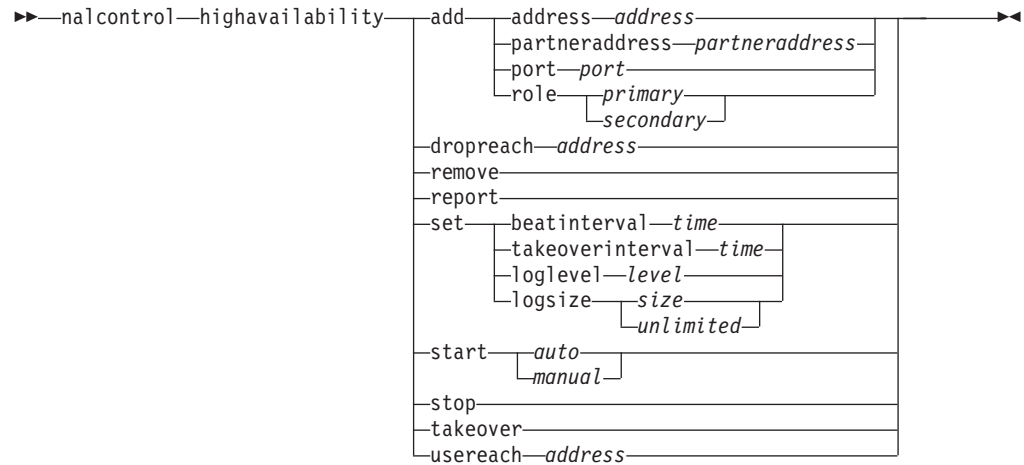 nalcontrol highavailability add address address
partneraddress partneraddress
port port
role primary
secondary
dropreach address
remove
report
set beatinterval time
takeoverinterval time
loglevel level
logsize size
unlimited
start auto
manual
stop
takeover
usereach address